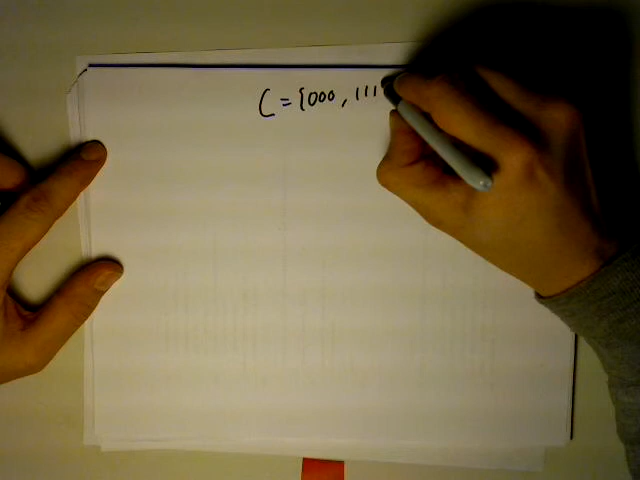 C = {000, 111